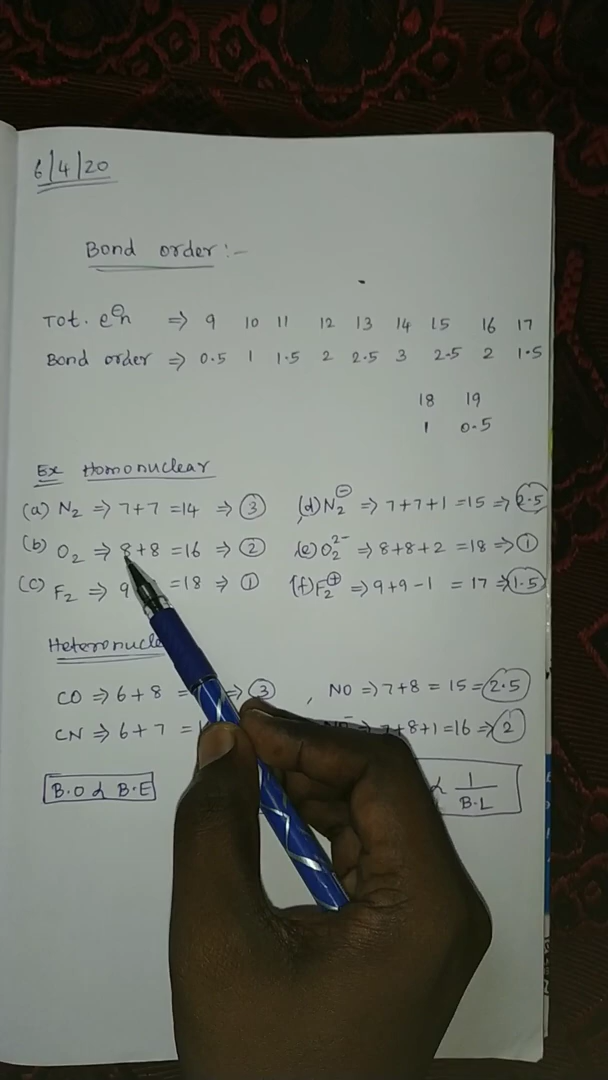 6/4/20
Bond order :-
Tot. e⊖n ⇒ 9 10 11 12 13 14 15 16 17
Bond order ⇒ 0.5 1 1.5 2 2.5 3 2.5 2 1.5
18 19
1 0.5
Ex Homonuclear
(a) N₂ ⇒ 7+7 =14 ⇒ ③ (d) N₂⊖ ⇒ 7+7+1 =15 ⇒ 2.5
(b) O₂ ⇒ 8+8 =16 ⇒ ② (e) O₂²⁻ ⇒ 8+8+2 =18 ⇒ ①
(c) F₂ ⇒ 9 =18 ⇒ ① (f) F₂⊕ ⇒ 9+9-1 = 17 ⇒ 1.5
CO ⇒ 6+8 = ⇒ ③ , NO ⇒ 7+8 = 15 = 2.5
CN ⇒ 6+7 = 7+8+1 =16 ⇒ ②
B.O ∝ B.E ∝ 1/B.L